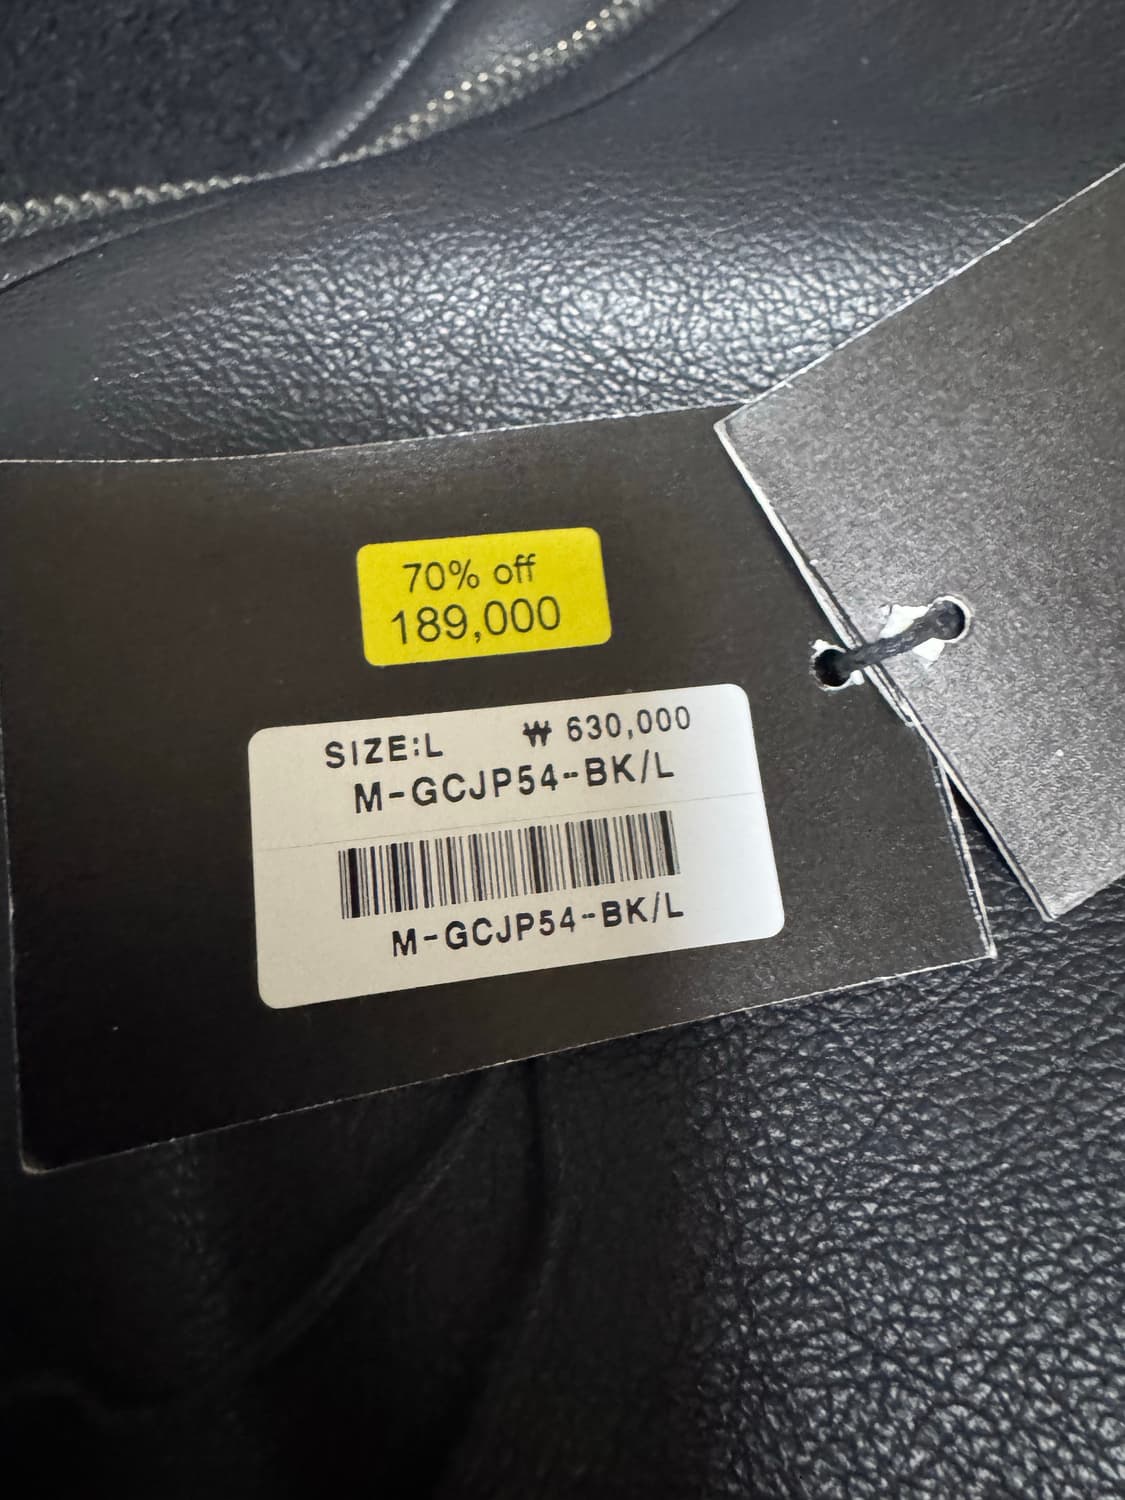 70% off
189,000
SIZE:L ₩ 630,000
M-GCJP54-BK/L
M-GCJP54-BK/L